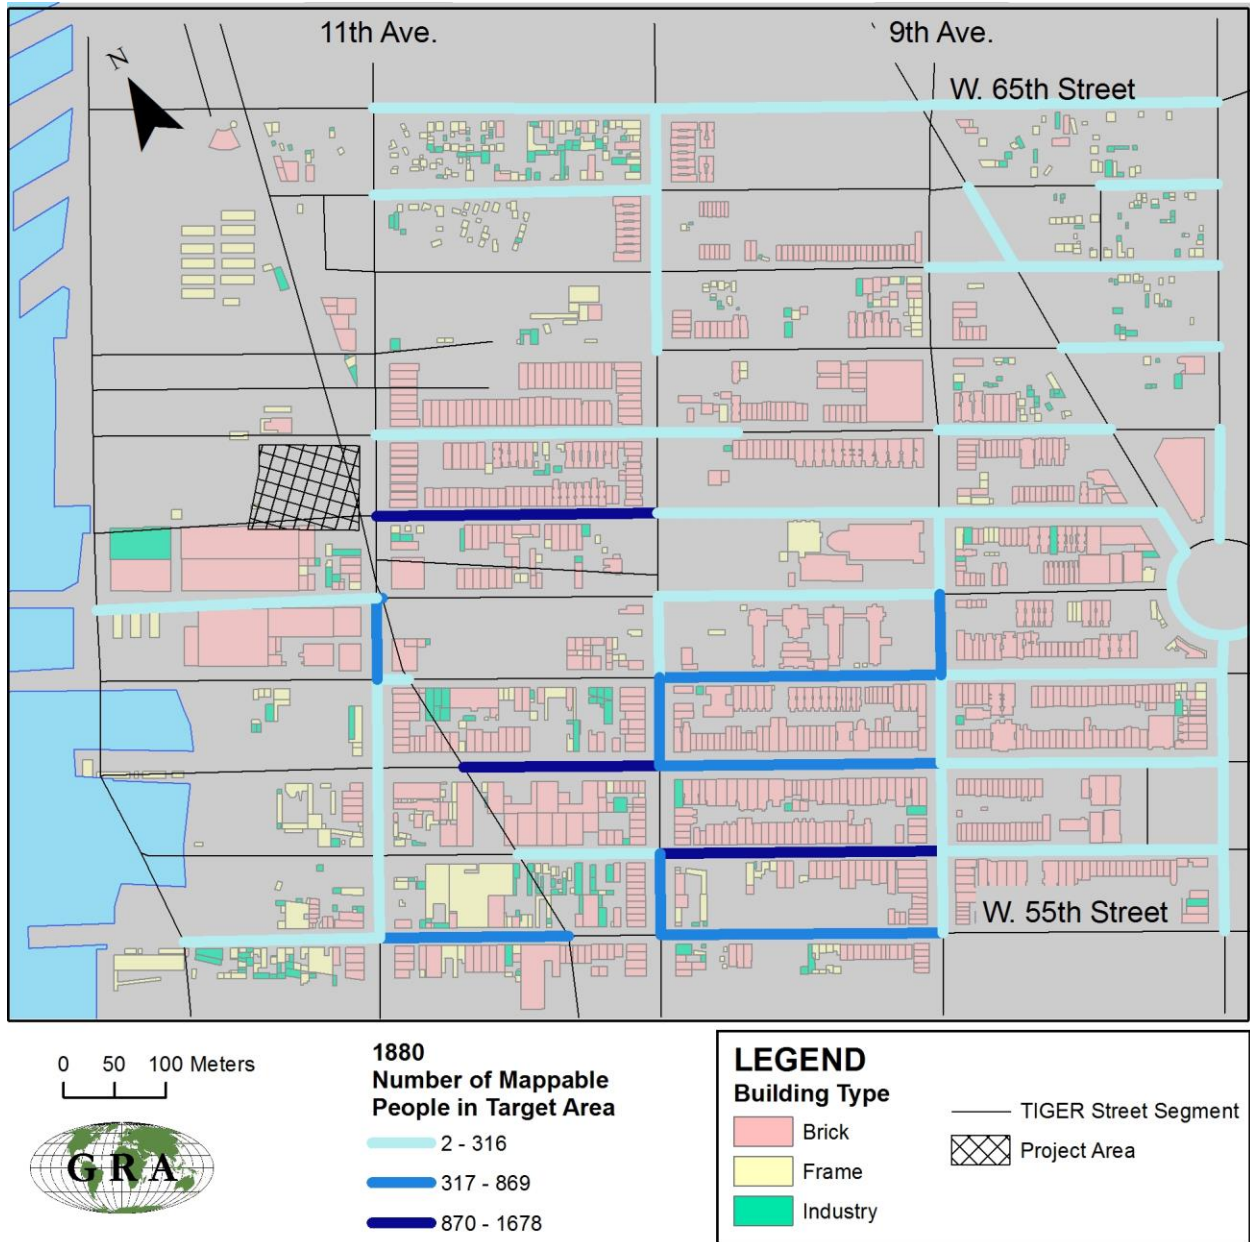 11th Ave.
9th Ave.
N
W. 65th Street
W. 55th Street
0 50 100 Meters
GRA
1880
Number of Mappable
People in Target Area
2 - 316
317 - 869
870 - 1678
LEGEND
Building Type
Brick
Frame
Industry
TIGER Street Segment
Project Area